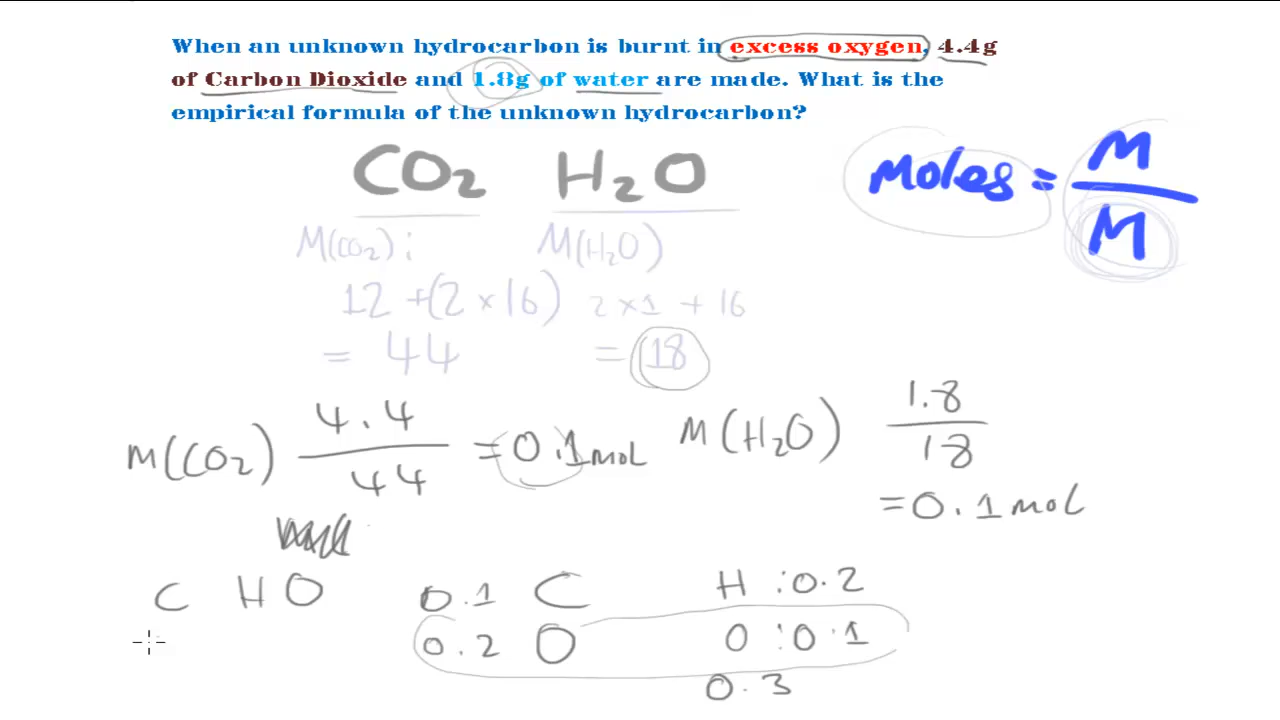 When an unknown hydrocarbon is burnt in excess oxygen, 4.4g
of Carbon Dioxide and 1.8g of water are made. What is the
empirical formula of the unknown hydrocarbon?
CO2 H2O
Moles = M / M
M(CO2): M(H2O)
12 + (2 × 16) 2 × 1 + 16
= 44 = 18
M(CO2) 4.4 / 44 = 0.1 mol M(H2O) 1.8 / 18
= 0.1 mol
C H O 0.1 C H : 0.2
0.2 O O : 0.1
0.3